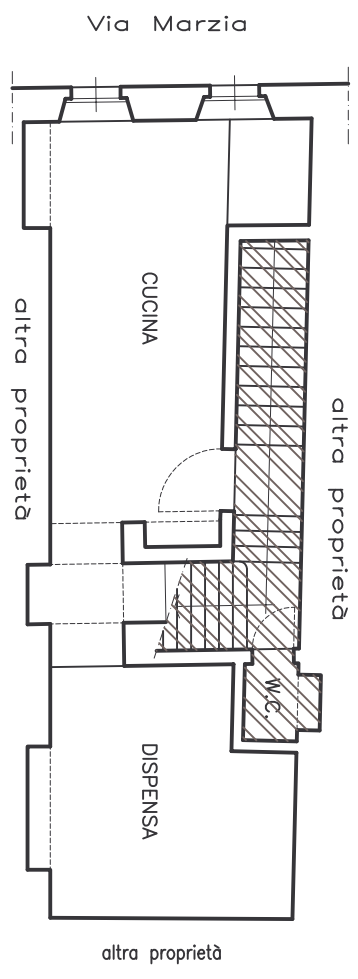 Via Marzia
CUCINA
altra proprietà
altra proprietà
W.C.
DISPENSA
altra proprietà